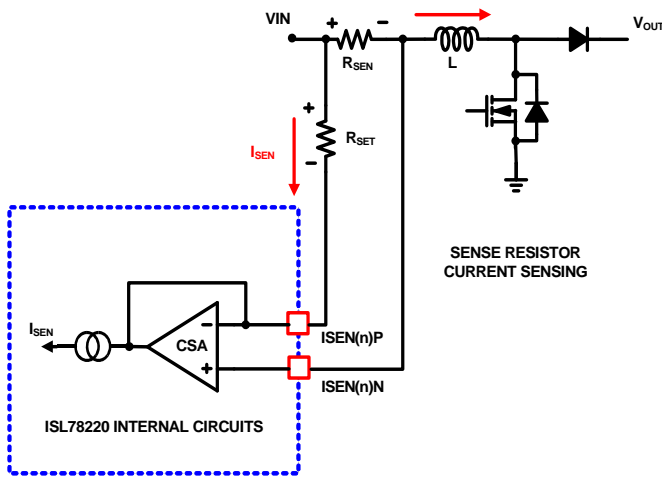 VIN
+ -
RSEN
L
VOUT
+
ISEN
RSET
-
SENSE RESISTOR
CURRENT SENSING
ISEN
-
CSA
+
ISEN(n)P
ISEN(n)N
ISL78220 INTERNAL CIRCUITS